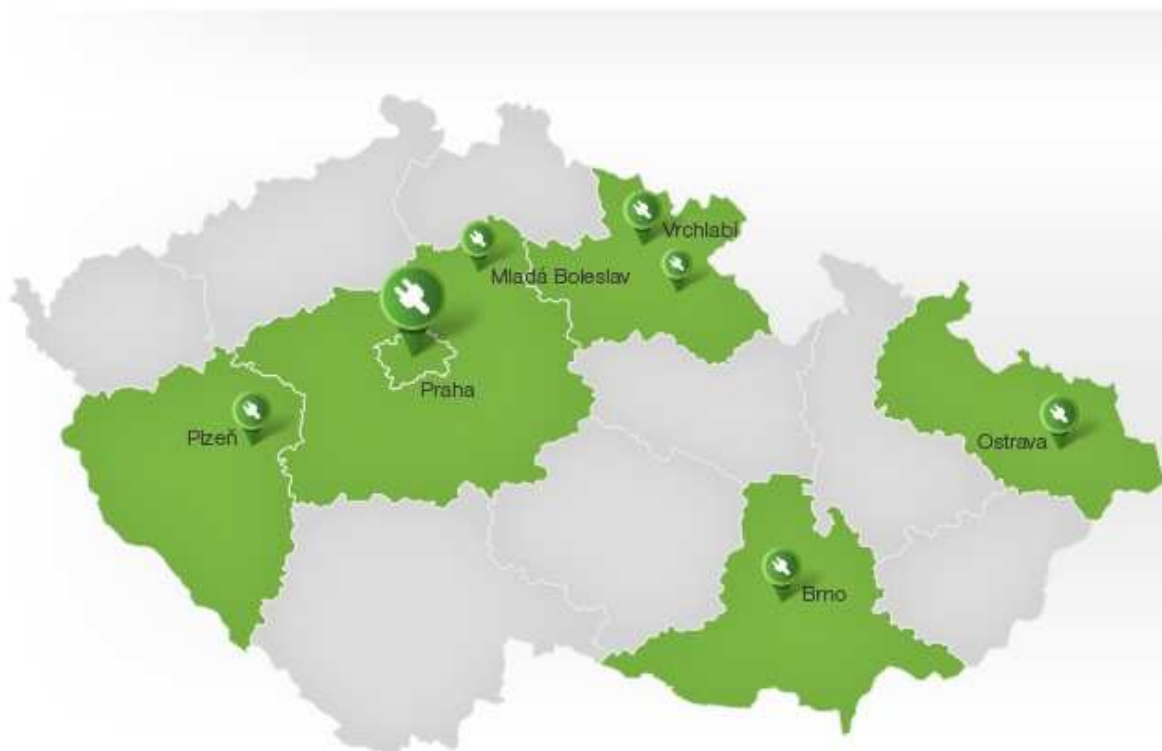 Vrchlabí
Mladá Boleslav
Praha
Plzeň
Ostrava
Brno